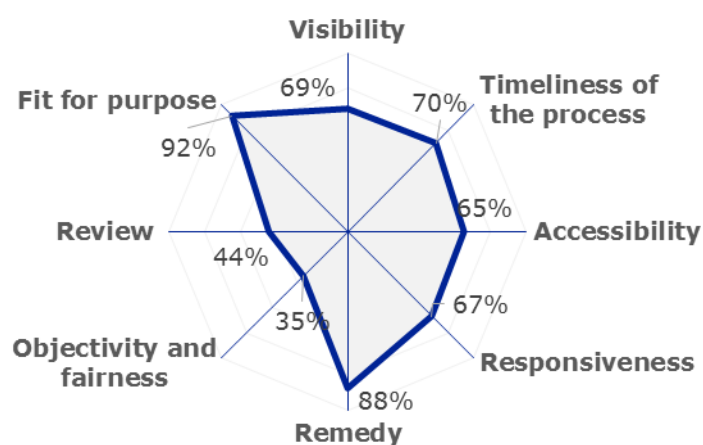 Visibility
69%
Timeliness of
the process
70%
Fit for purpose
92%
65%
Accessibility
Review
44%
67%
35%
Objectivity and
fairness
Responsiveness
88%
Remedy